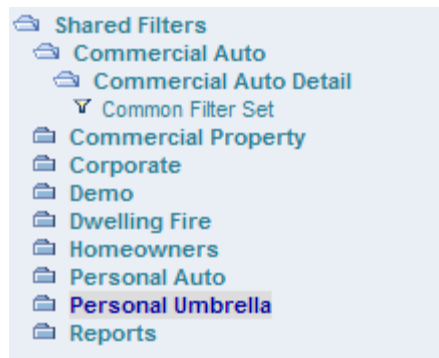 Shared Filters
Commercial Auto
Commercial Auto Detail
Common Filter Set
Commercial Property
Corporate
Demo
Dwelling Fire
Homeowners
Personal Auto
Personal Umbrella
Reports